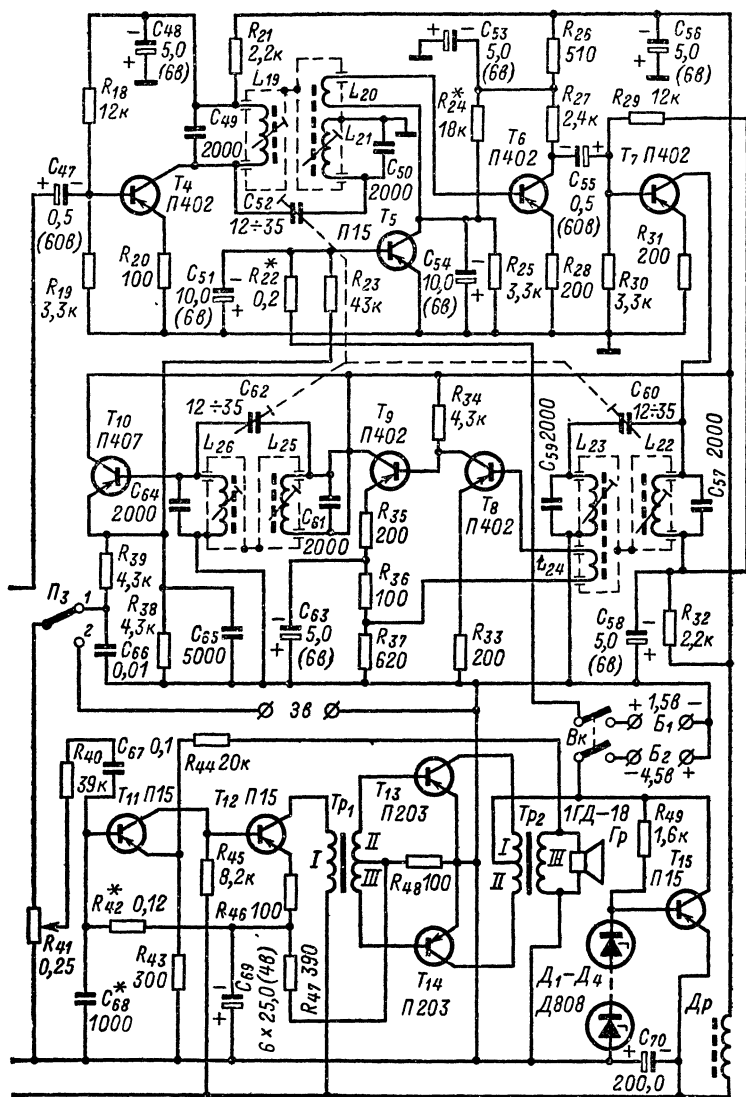 C48
5,0
(6в)
R21
2,2к
C53
5,0
(6в)
R26
510
C56
5,0
(6в)
R18
12к
L19
L20
R24*
18к
R27
2,4к
R29
12к
C49
2000
L21
C50
2000
T6
П402
T7 П402
C47
0,5
(60в)
T4
П402
C52
12÷35
T5
П15
C55
0,5
(60в)
R20
100
C51
10,0
(6в)
R22*
0,2
R23
43к
C54
10,0
(6в)
R25
3,3к
R28
200
R30
3,3к
R31
200
R19
3,3к
C62
12÷35
R34
4,3к
C60
12÷35
T10
П407
T9
П402
C59 2000
L26
L25
L23
L22
C57 2000
C64
2000
C61
2000
T8
П402
R35
200
L24
R39
4,3к
R36
100
П3
1
2
R38
4,3к
C65
5000
C63
5,0
(6в)
C58
5,0
(6в)
R32
2,2к
C66
0,01
R37
620
R33
200
3в
+ 1,5в −
Б1
Вк
Б2
−4,5в +
R40
39к
C67 0,1
R44 20к
T13
П203
T11 П15
T12 П15
Тр1
Тр2
1ГД-18
Гр
R49
1,6к
I
II
III
I
II
III
T15
П15
R45
8,2к
R48 100
R42* 0,12
R46 100
R41
0,25
R43
300
C69
6×25,0(4в)
R47 390
T14
П203
Д1–Д4
Д808
C68*
1000
Др
C70
200,0